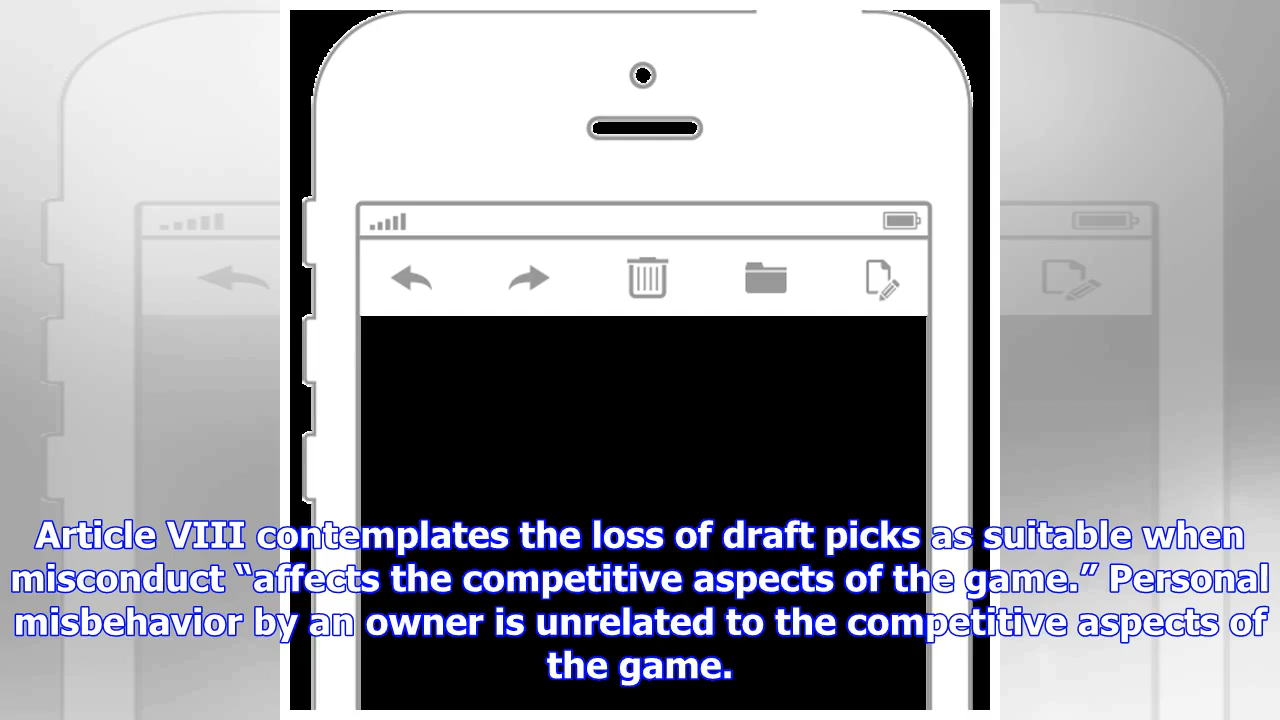 Article VIII contemplates the loss of draft picks as suitable when
misconduct “affects the competitive aspects of the game.” Personal
misbehavior by an owner is unrelated to the competitive aspects of
the game.